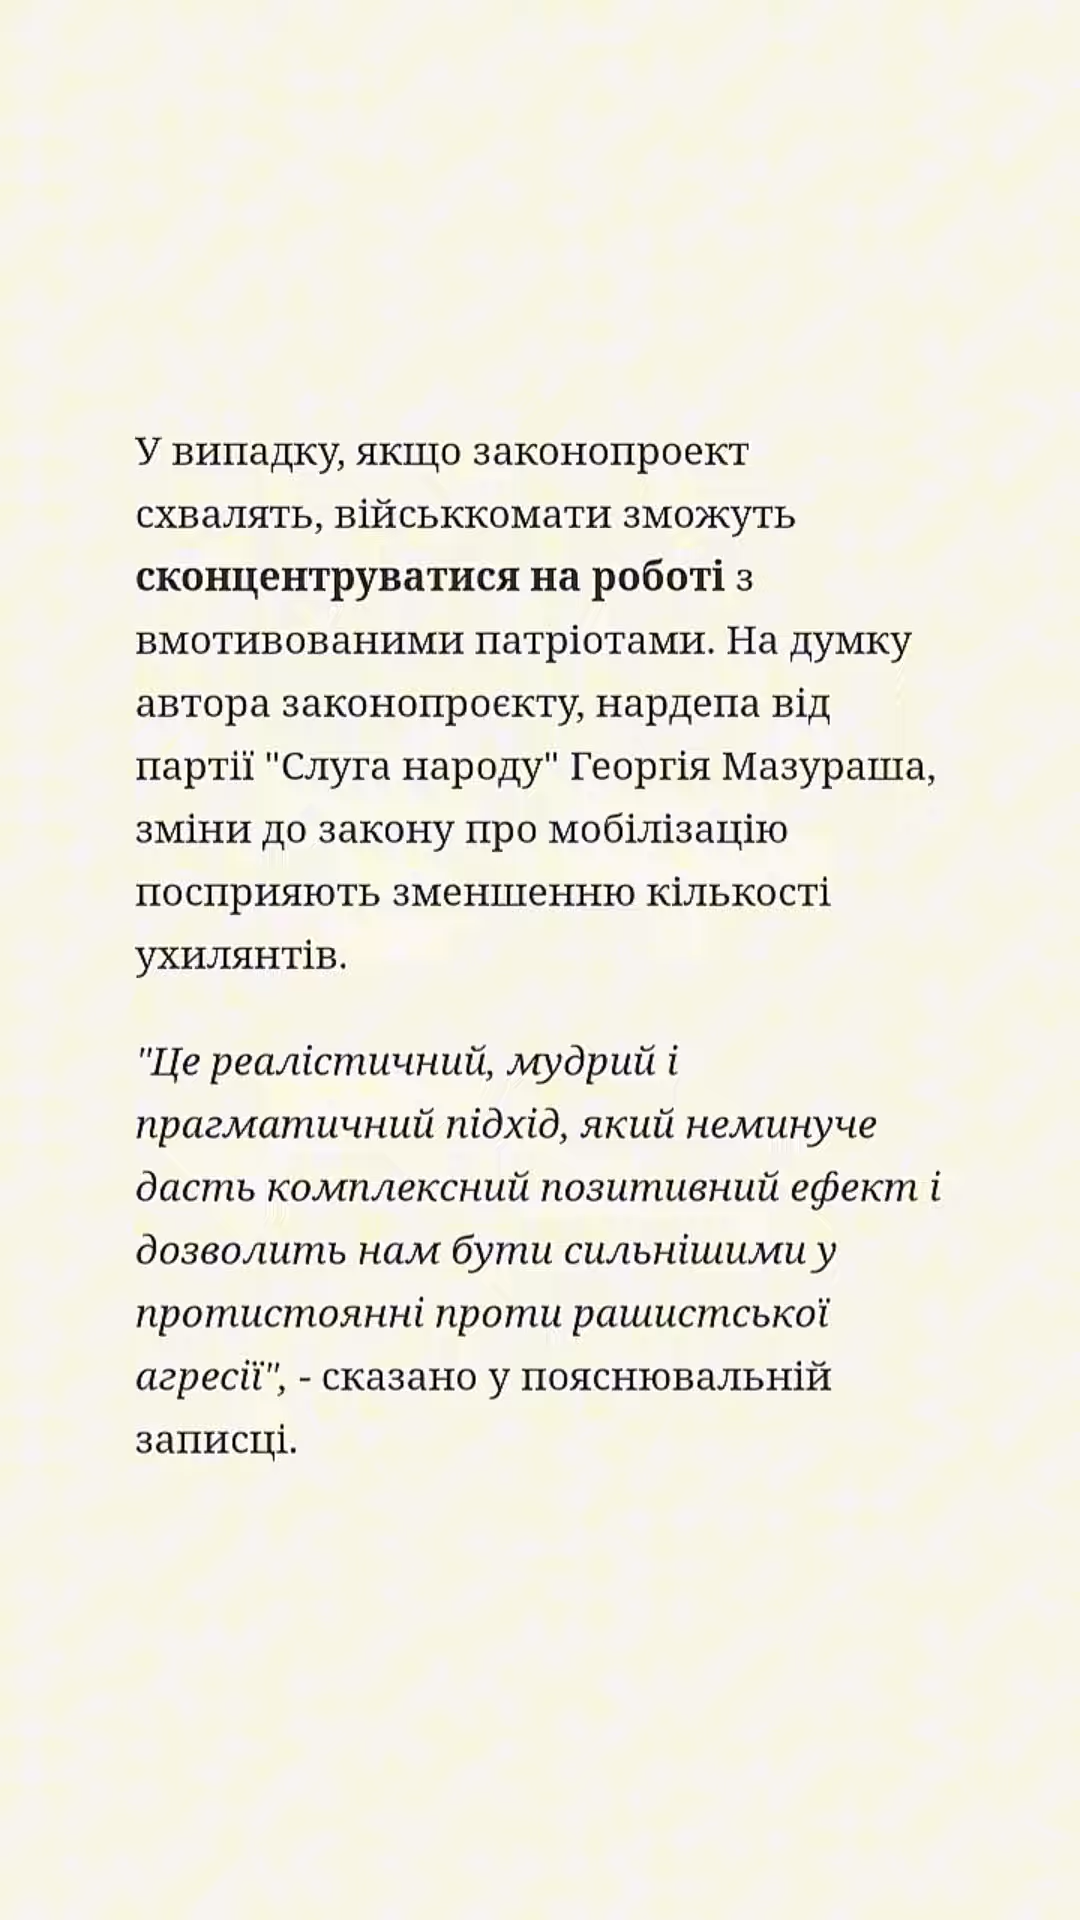 У випадку, якщо законопроект
схвалять, військкомати зможуть
сконцентруватися на роботі з
вмотивованими патріотами. На думку
автора законопроєкту, нардепа від
партії "Слуга народу" Георгія Мазураша,
зміни до закону про мобілізацію
посприяють зменшенню кількості
ухилянтів.
"Це реалістичний, мудрий і
прагматичний підхід, який неминуче
дасть комплексний позитивний ефект і
дозволить нам бути сильнішими у
протистоянні проти рашистської
агресії", - сказано у пояснювальній
записці.